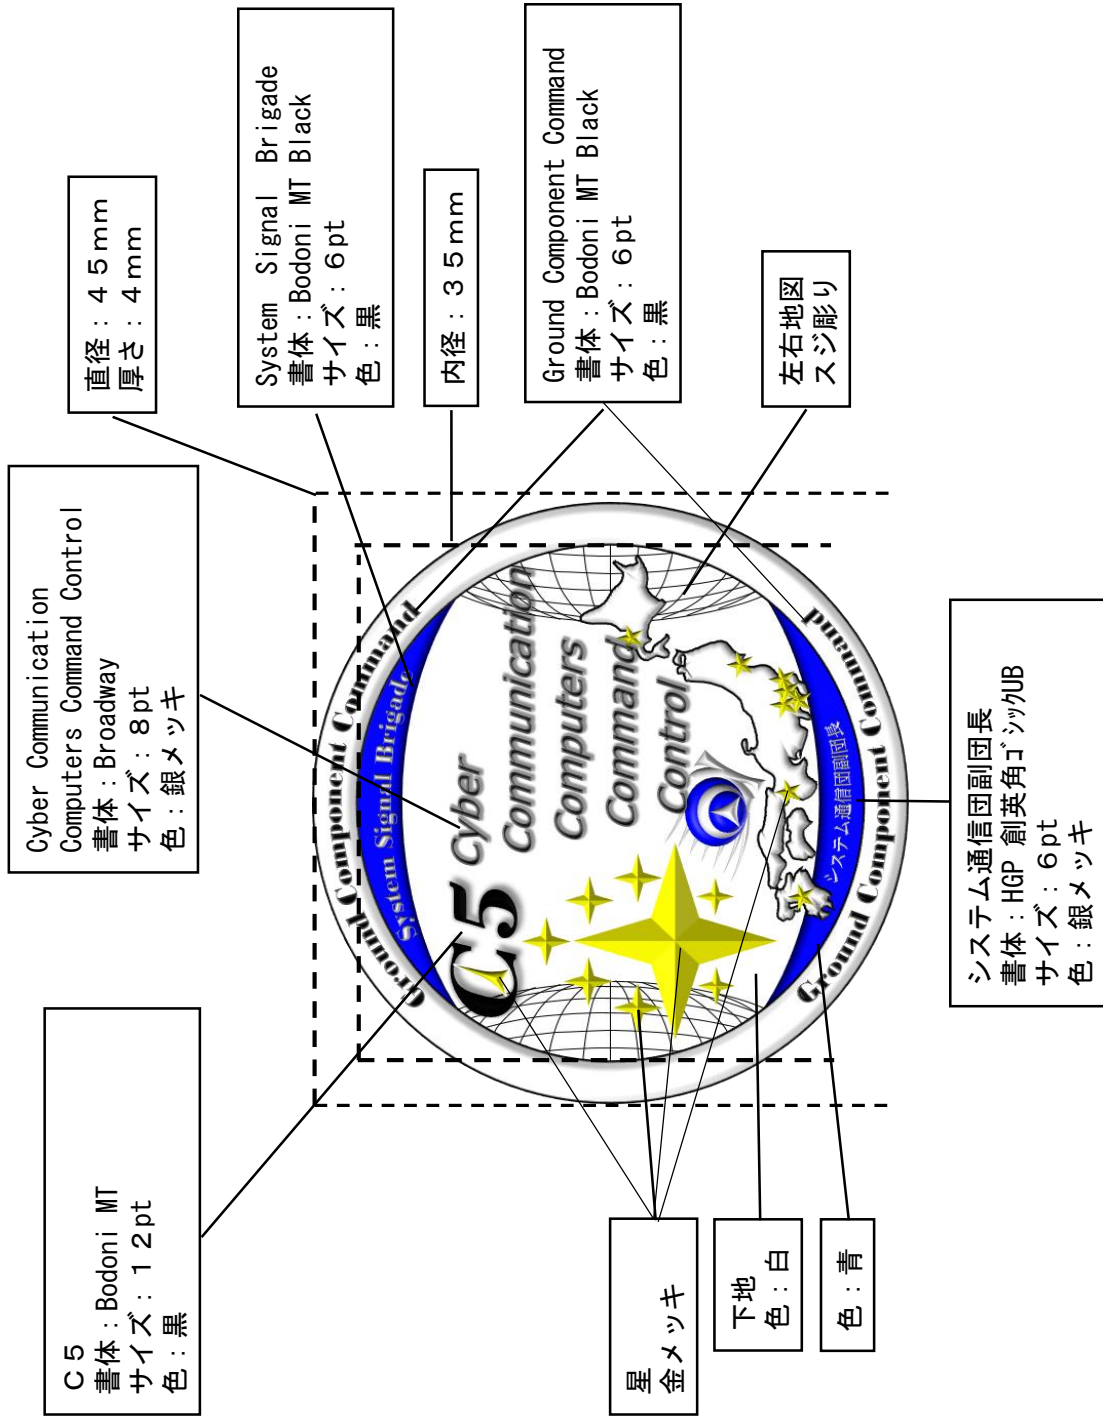 C5
書体：Bodoni MT
サイズ：12pt
色：黒
Cyber Communication
Computers Command Control
書体：Broadway
サイズ：8pt
色：銀メッキ
直径：45mm
厚さ：4mm
System Signal Brigade
書体：Bodoni MT Black
サイズ：6pt
色：黒
内径：35mm
Ground Component Command
書体：Bodoni MT Black
サイズ：6pt
色：黒
左右地図
スジ彫り
Ground Component Command
System Signal Brigade
C5 Cyber
Communication
Computers
Command
Control
システム通信団副団長
Ground Component Command
星
金メッキ
下地
色：白
色：青
システム通信団副団長
書体：HGP 創英角ｺﾞｼｯｸUB
サイズ：6pt
色：銀メッキ